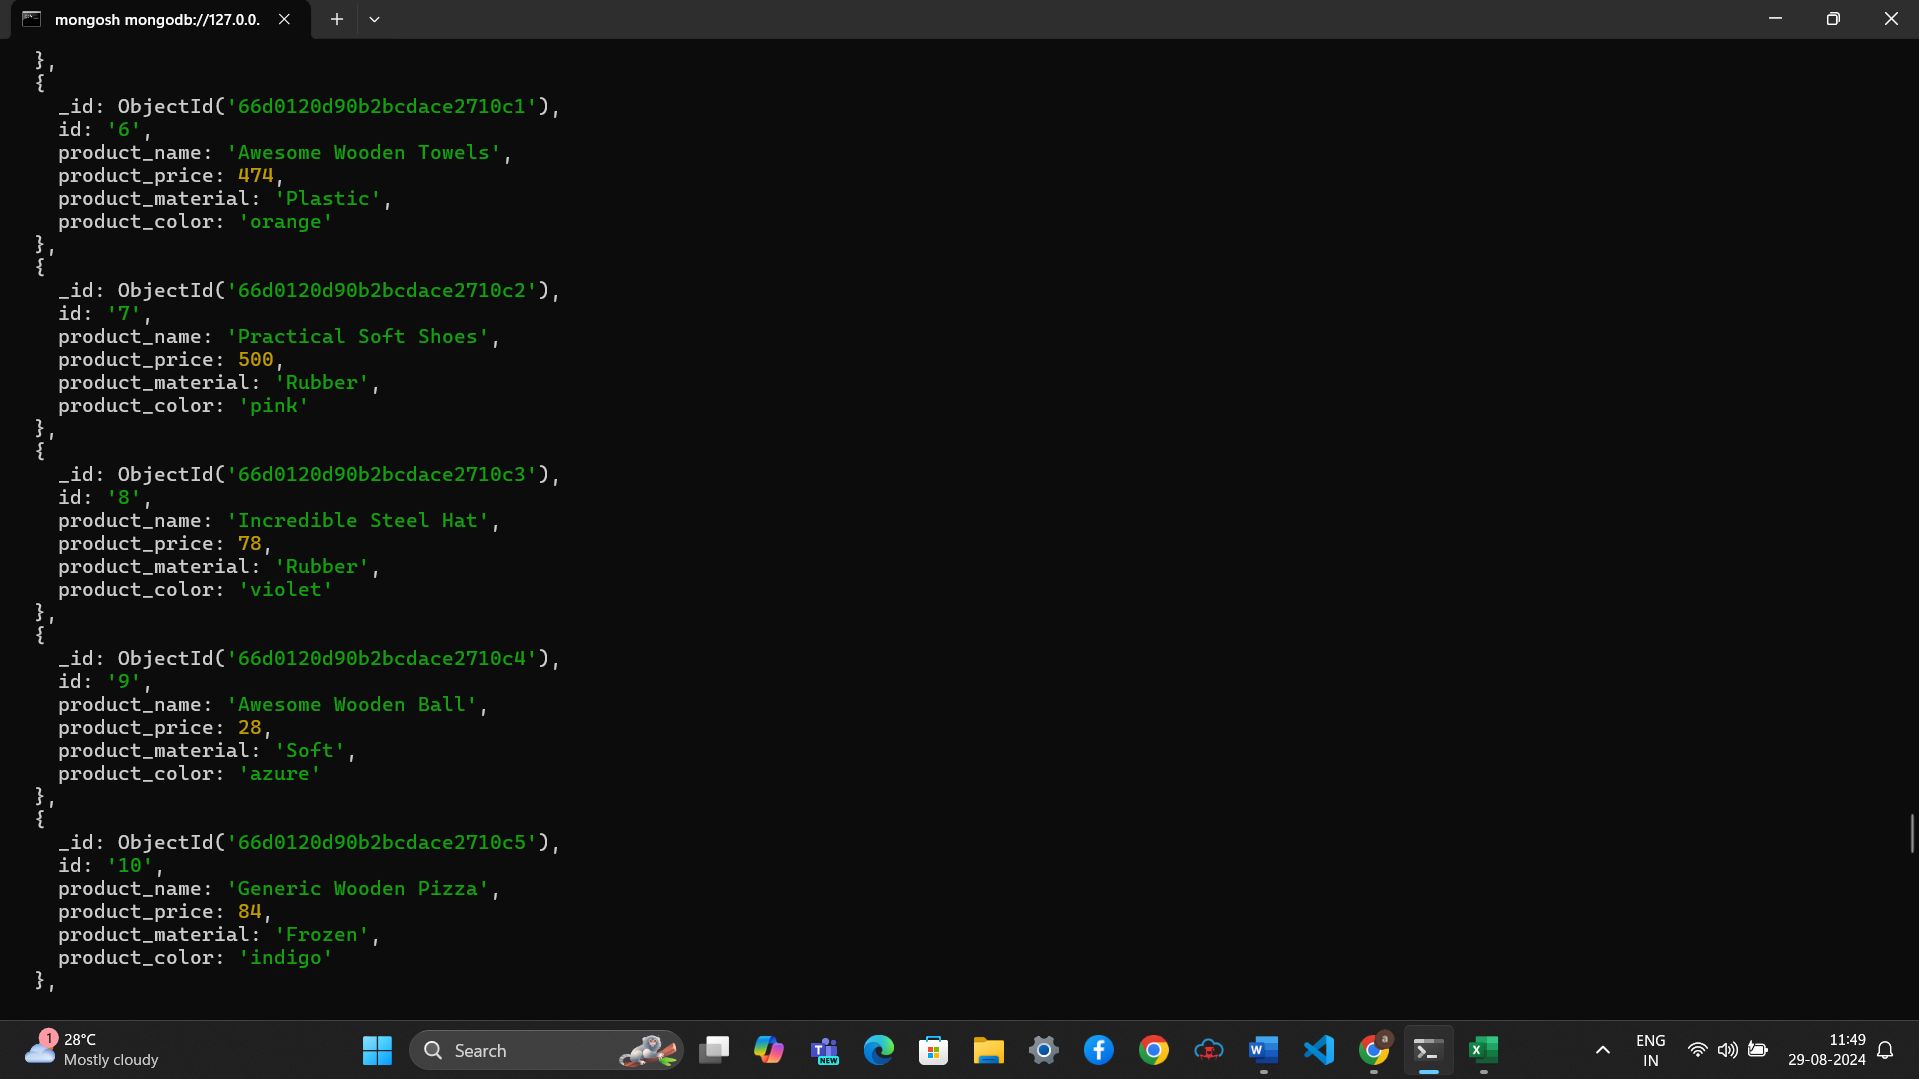 mongosh mongodb://127.0.0.
},
{
_id: ObjectId('66d0120d90b2bcdace2710c1'),
id: '6',
product_name: 'Awesome Wooden Towels',
product_price: 474,
product_material: 'Plastic',
product_color: 'orange'
},
{
_id: ObjectId('66d0120d90b2bcdace2710c2'),
id: '7',
product_name: 'Practical Soft Shoes',
product_price: 500,
product_material: 'Rubber',
product_color: 'pink'
},
{
_id: ObjectId('66d0120d90b2bcdace2710c3'),
id: '8',
product_name: 'Incredible Steel Hat',
product_price: 78,
product_material: 'Rubber',
product_color: 'violet'
},
{
_id: ObjectId('66d0120d90b2bcdace2710c4'),
id: '9',
product_name: 'Awesome Wooden Ball',
product_price: 28,
product_material: 'Soft',
product_color: 'azure'
},
{
_id: ObjectId('66d0120d90b2bcdace2710c5'),
id: '10',
product_name: 'Generic Wooden Pizza',
product_price: 84,
product_material: 'Frozen',
product_color: 'indigo'
},
1
28°C
Mostly cloudy
Search
T
NEW
W
a
X
ENG
IN
11:49
29-08-2024